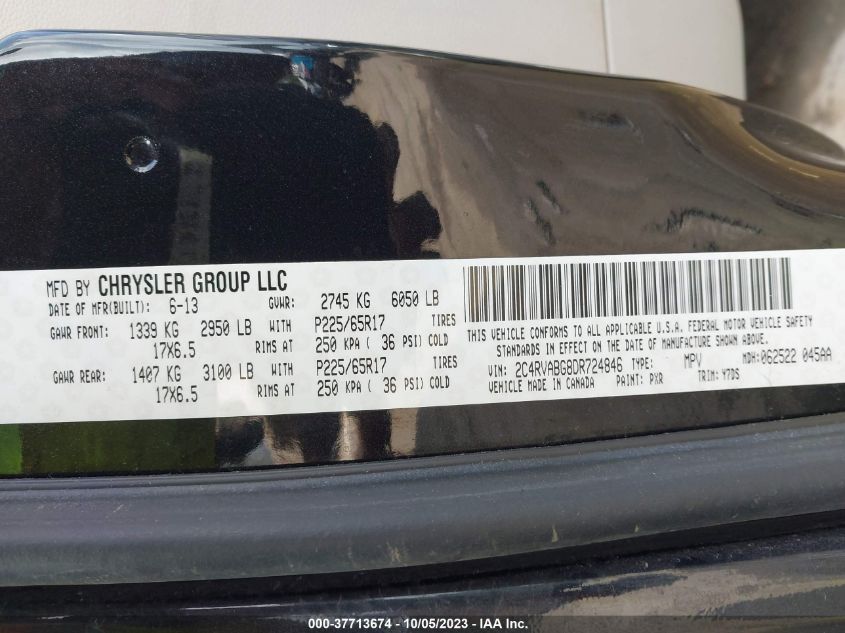 MFD BY CHRYSLER GROUP LLC
DATE OF MFR(BUILT): 6-13 GVWR: 2745 KG 6050 LB
GAWR FRONT: 1339 KG 2950 LB WITH P225/65R17 TIRES
17X6.5 RIMS AT 250 KPA ( 36 PSI) COLD
GAWR REAR: 1407 KG 3100 LB WITH P225/65R17 TIRES
17X6.5 RIMS AT 250 KPA ( 36 PSI) COLD
THIS VEHICLE CONFORMS TO ALL APPLICABLE U.S.A. FEDERAL MOTOR VEHICLE SAFETY
STANDARDS IN EFFECT ON THE DATE OF MANUFACTURE SHOWN ABOVE.
VIN: 2C4RVABG8DR724846 TYPE: MPV MDH:062522 045AA
VEHICLE MADE IN CANADA PAINT: PXR TRIM: Y7DS
000-37713674 - 10/05/2023 - IAA Inc.